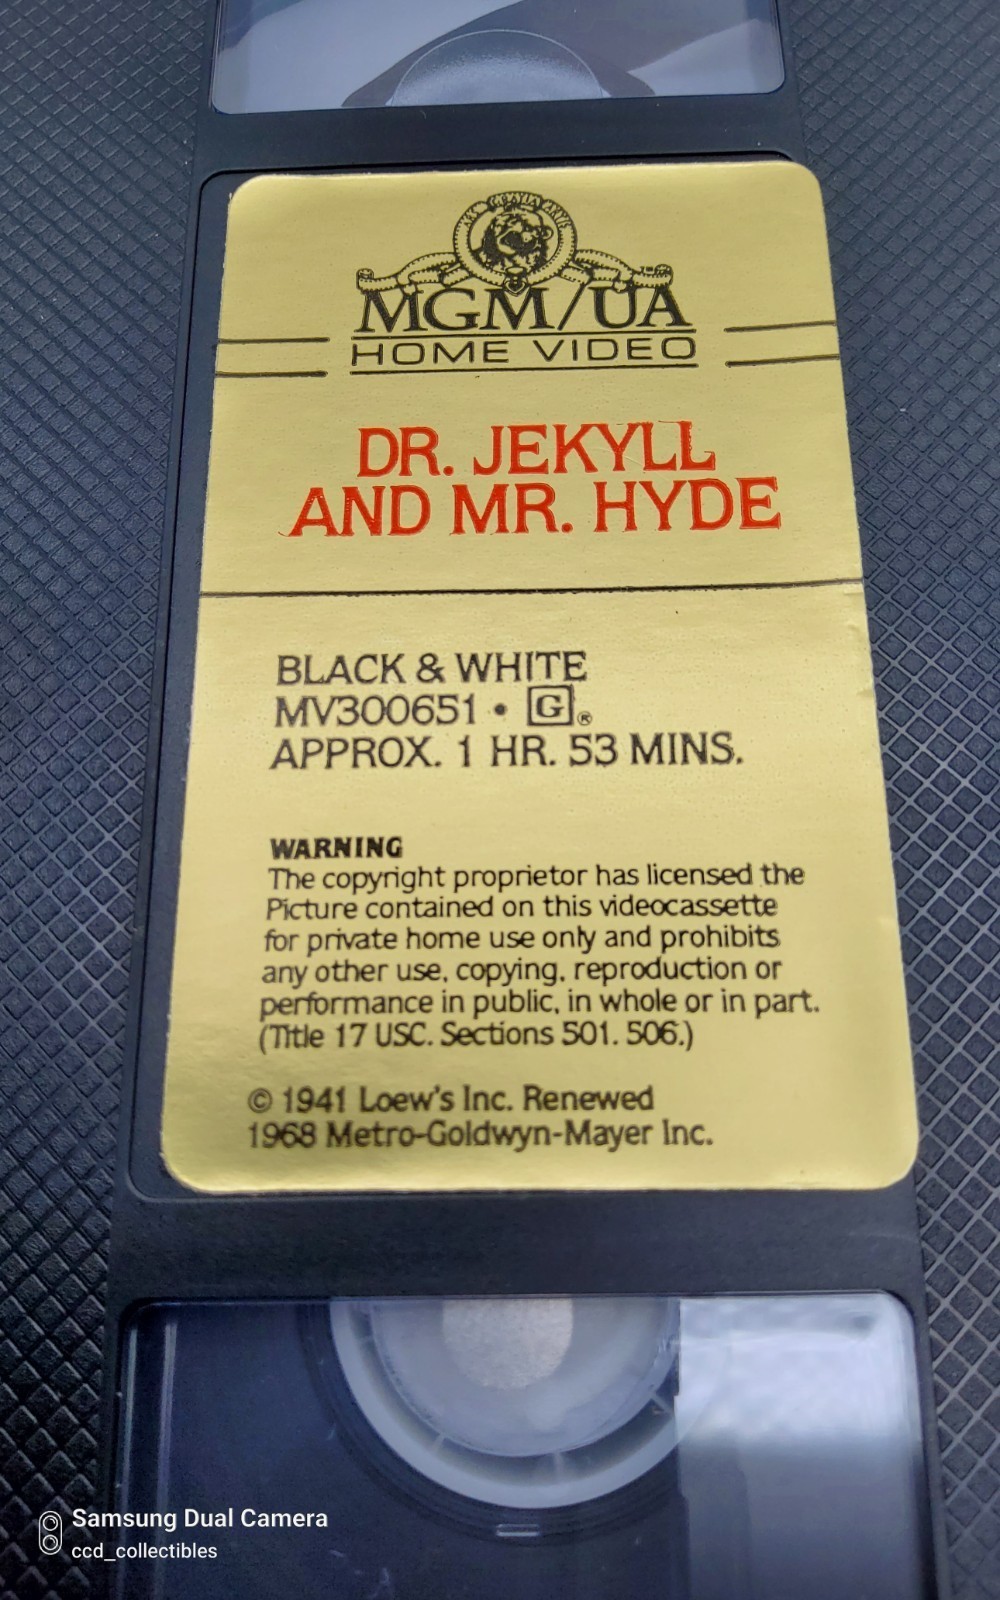 ARS GRATIA ARTIS
MGM/UA
HOME VIDEO
DR. JEKYLL
AND MR. HYDE
BLACK & WHITE
MV300651 • G®
APPROX. 1 HR. 53 MINS.
WARNING
The copyright proprietor has licensed the
Picture contained on this videocassette
for private home use only and prohibits
any other use, copying, reproduction or
performance in public, in whole or in part.
(Title 17 USC. Sections 501. 506.)
© 1941 Loew's Inc. Renewed
1968 Metro-Goldwyn-Mayer Inc.
Samsung Dual Camera
ccd_collectibles